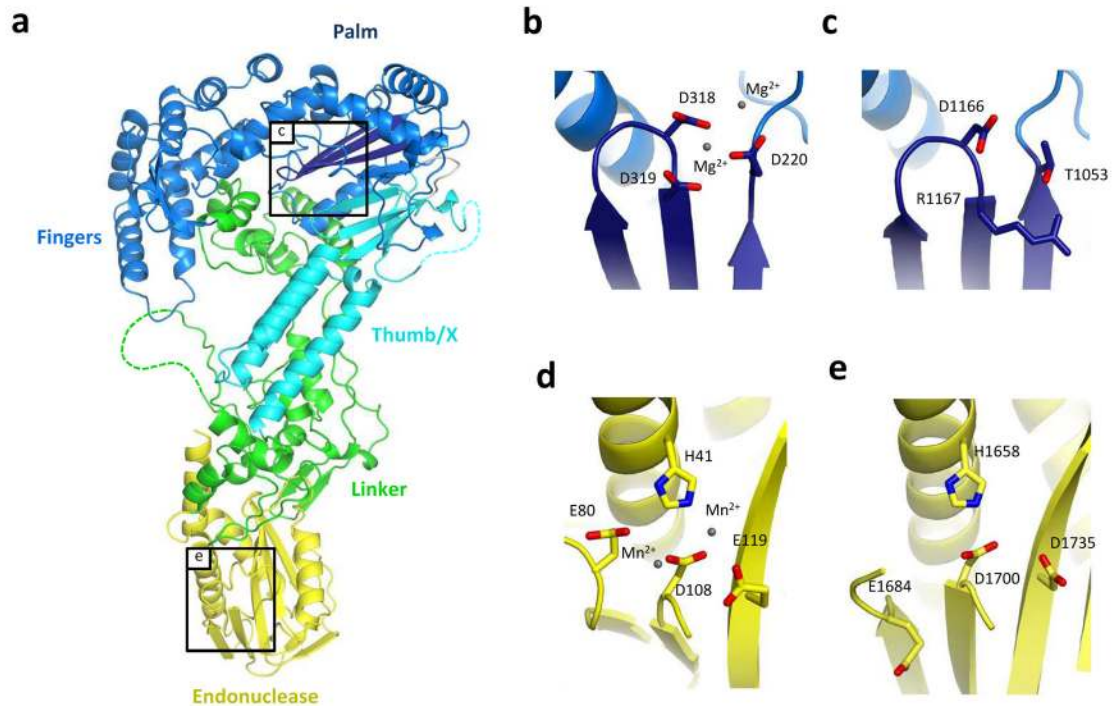 a
Palm
c
Fingers
Thumb/X
Linker
e
Endonuclease
b
D318
Mg²⁺
Mg²⁺
D319
D220
c
D1166
R1167
T1053
d
H41
E80
Mn²⁺
Mn²⁺
E119
D108
e
H1658
D1735
E1684
D1700